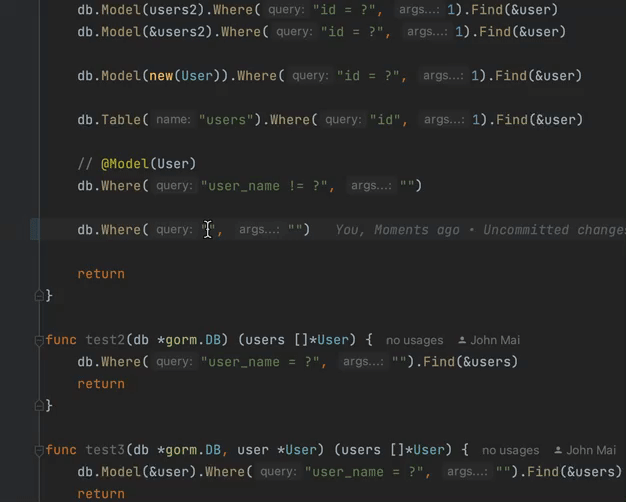 db.Model(users2).Where( query: "id = ?", args...: 1).Find(&user)
db.Model(&users2).Where( query: "id = ?", args...: 1).Find(&user)
db.Model(new(User)).Where( query: "id = ?", args...: 1).Find(&user)
db.Table( name: "users").Where( query: "id", args...: 1).Find(&user)
// @Model(User)
db.Where( query: "user_name != ?", args...: "")
db.Where( query: "", args...: "") You, Moments ago • Uncommitted change
return
}
func test2(db *gorm.DB) (users []*User) { no usages John Mai
db.Where( query: "user_name = ?", args...: "").Find(&users)
return
}
func test3(db *gorm.DB, user *User) (users []*User) { no usages John Mai
db.Model(&user).Where( query: "user_name = ?", args...: "").Find(&users)
return